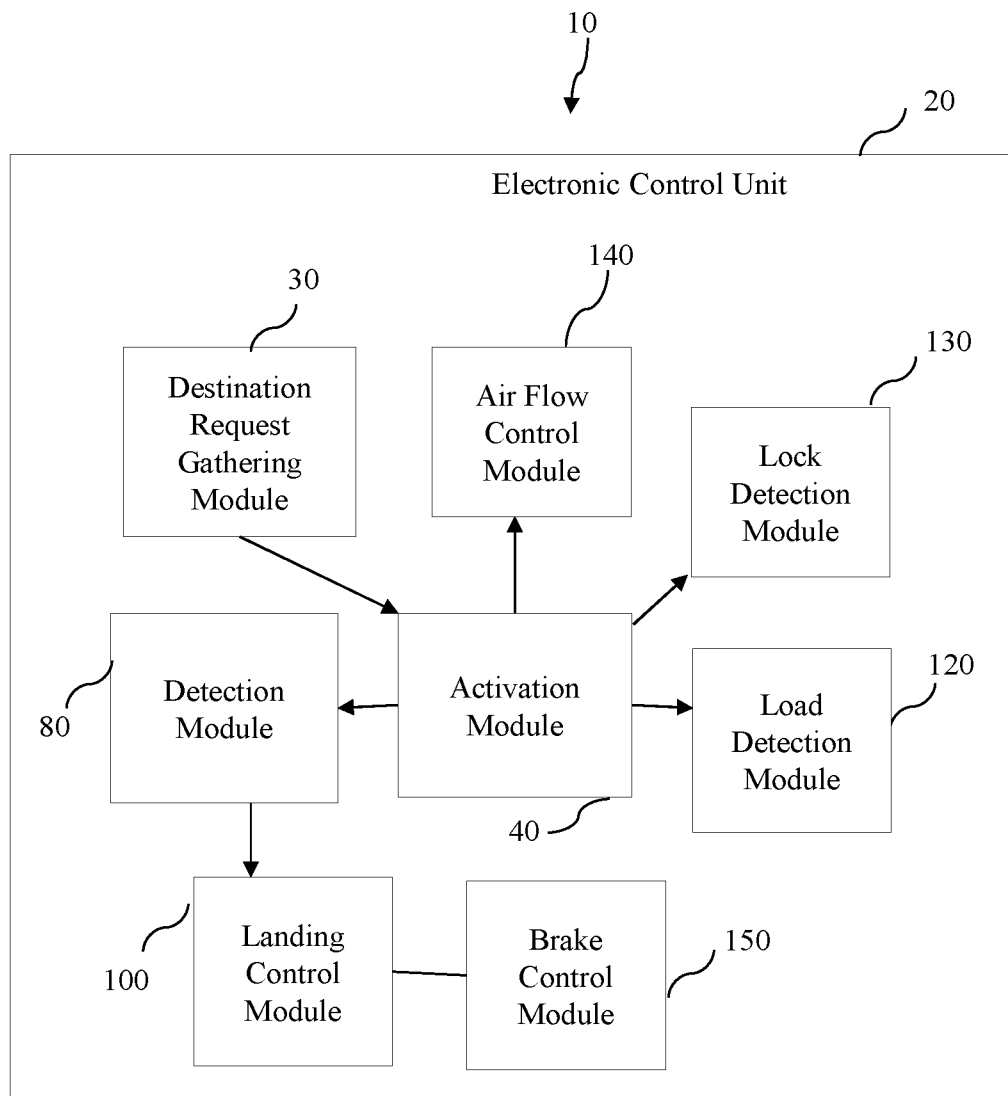 10
20
Electronic Control Unit
140
30
130
Destination
Request
Gathering
Module
Air Flow
Control
Module
Lock
Detection
Module
80
Detection
Module
Activation
Module
120
Load
Detection
Module
40
100
Landing
Control
Module
Brake
Control
Module
150